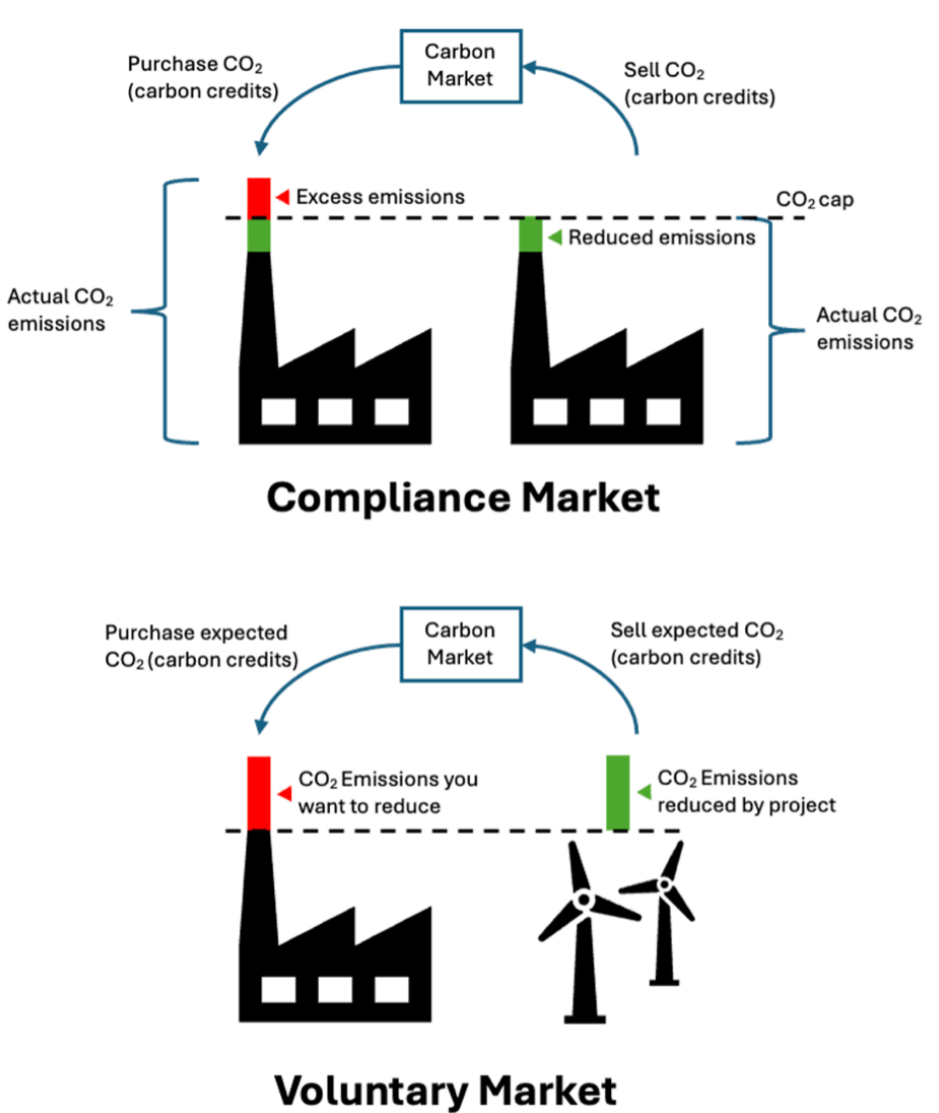 Carbon
Market
Purchase CO₂
(carbon credits)
Sell CO₂
(carbon credits)
Excess emissions
CO₂ cap
Reduced emissions
Actual CO₂
emissions
Actual CO₂
emissions
Compliance Market
Carbon
Market
Purchase expected
CO₂ (carbon credits)
Sell expected CO₂
(carbon credits)
CO₂ Emissions you
want to reduce
CO₂ Emissions
reduced by project
Voluntary Market